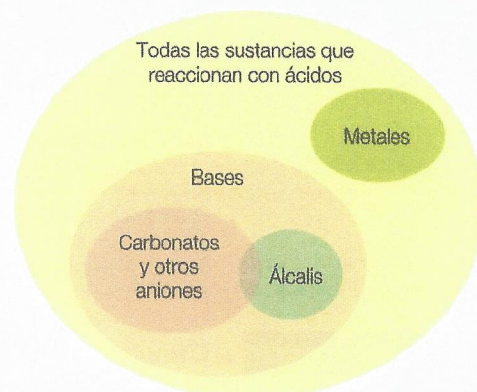 Todas las sustancias que
reaccionan con ácidos
Metales
Bases
Carbonatos
y otros
aniones
Álcalis